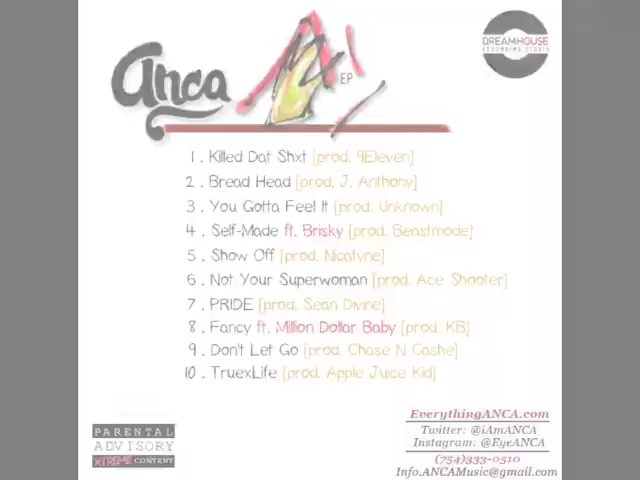 DREAMHOUSE
RECORDING STUDIO
anca
EP
1. Killed Dat Shxt [prod. 9Eleven]
2. Bread Head [prod. J. Anthony]
3. You Gotta Feel It [prod. Unknown]
4. Self-Made ft. Brisky [prod. Beastmode]
5. Show Off [prod. Nicatyne]
6. Not Your Superwoman [prod. Ace Shooter]
7. PRIDE [prod. Sean Divine]
8. Fancy ft. Million Dollar Baby [prod. KB]
9. Don't Let Go [prod. Chase N Cashe]
10. TruexLife [prod. Apple Juice Kid]
EverythingANCA.com
Twitter: @iAmANCA
Instagram: @EyeANCA
(754)333-0510
Info.ANCAMusic@gmail.com
PARENTAL
ADVISORY
XTREME CONTENT